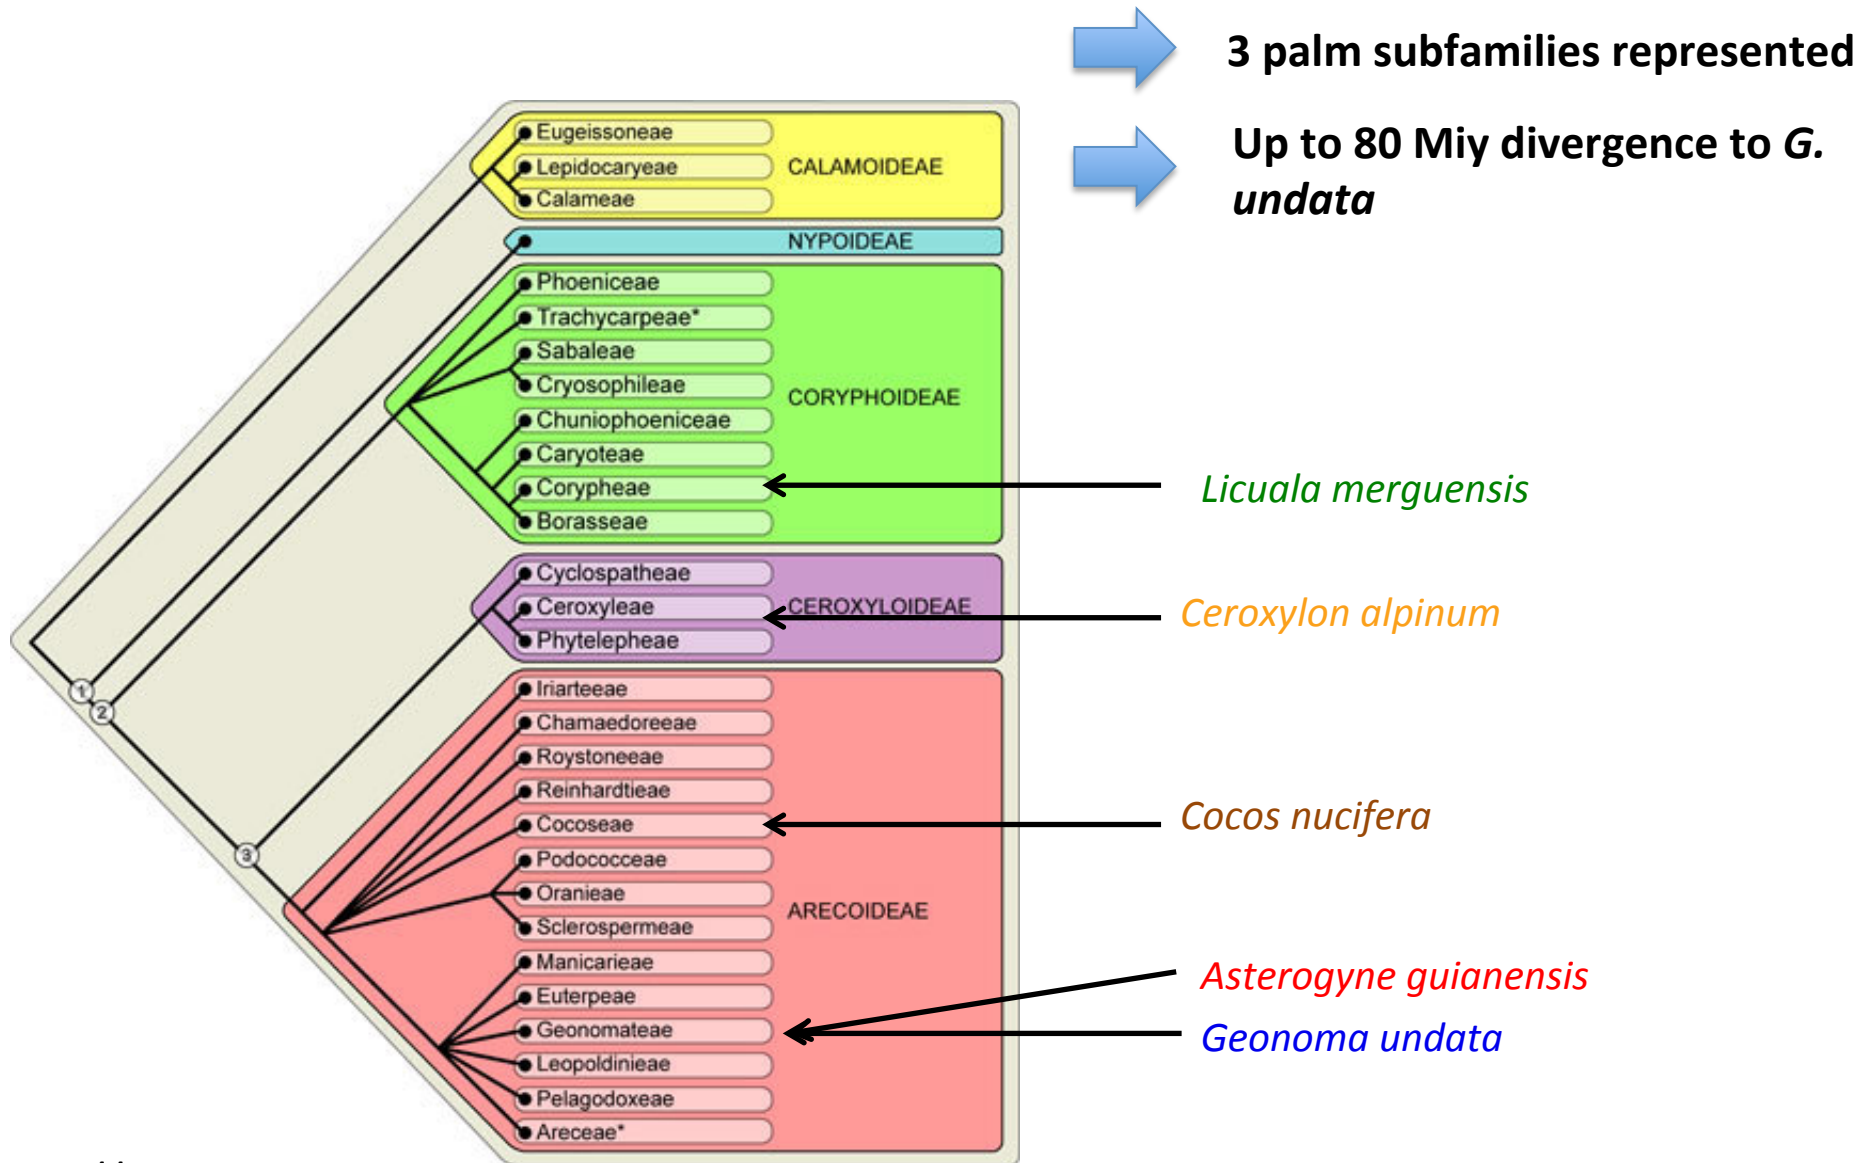 3 palm subfamilies represented
Up to 80 Miy divergence to G.
undata
Eugeissoneae
Lepidocaryeae
Calameae
CALAMOIDEAE
NYPOIDEAE
Phoeniceae
Trachycarpeae*
Sabaleae
Cryosophileae
Chuniophoeniceae
Caryoteae
Corypheae
Borasseae
CORYPHOIDEAE
Licuala merguensis
Cyclospatheae
Ceroxyleae
Phytelepheae
CEROXYLOIDEAE
Ceroxylon alpinum
1
2
3
Iriarteeae
Chamaedoreeae
Roystoneeae
Reinhardtieae
Cocoseae
Podococceae
Oranieae
Sclerospermeae
Manicarieae
Euterpeae
Geonomateae
Leopoldinieae
Pelagodoxeae
Areceae*
ARECOIDEAE
Cocos nucifera
Asterogyne guianensis
Geonoma undata